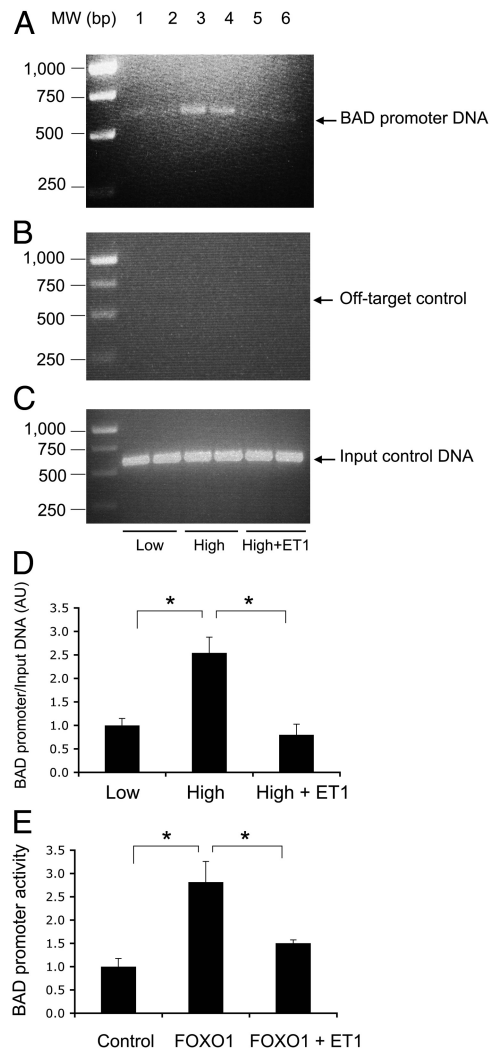 A MW (bp) 1 2 3 4 5 6
1,000
750
BAD promoter DNA
500
250
B
1,000
750
Off-target control
500
250
C
1,000
750
Input control DNA
500
250
Low High High+ET1
D
BAD promoter/Input DNA (AU)
3.5
* *
3.0
2.5
2.0
1.5
1.0
0.5
0.0
Low High High + ET1
E
BAD promoter activity
* *
3.5
3.0
2.5
2.0
1.5
1.0
0.5
0.0
Control FOXO1 FOXO1 + ET1